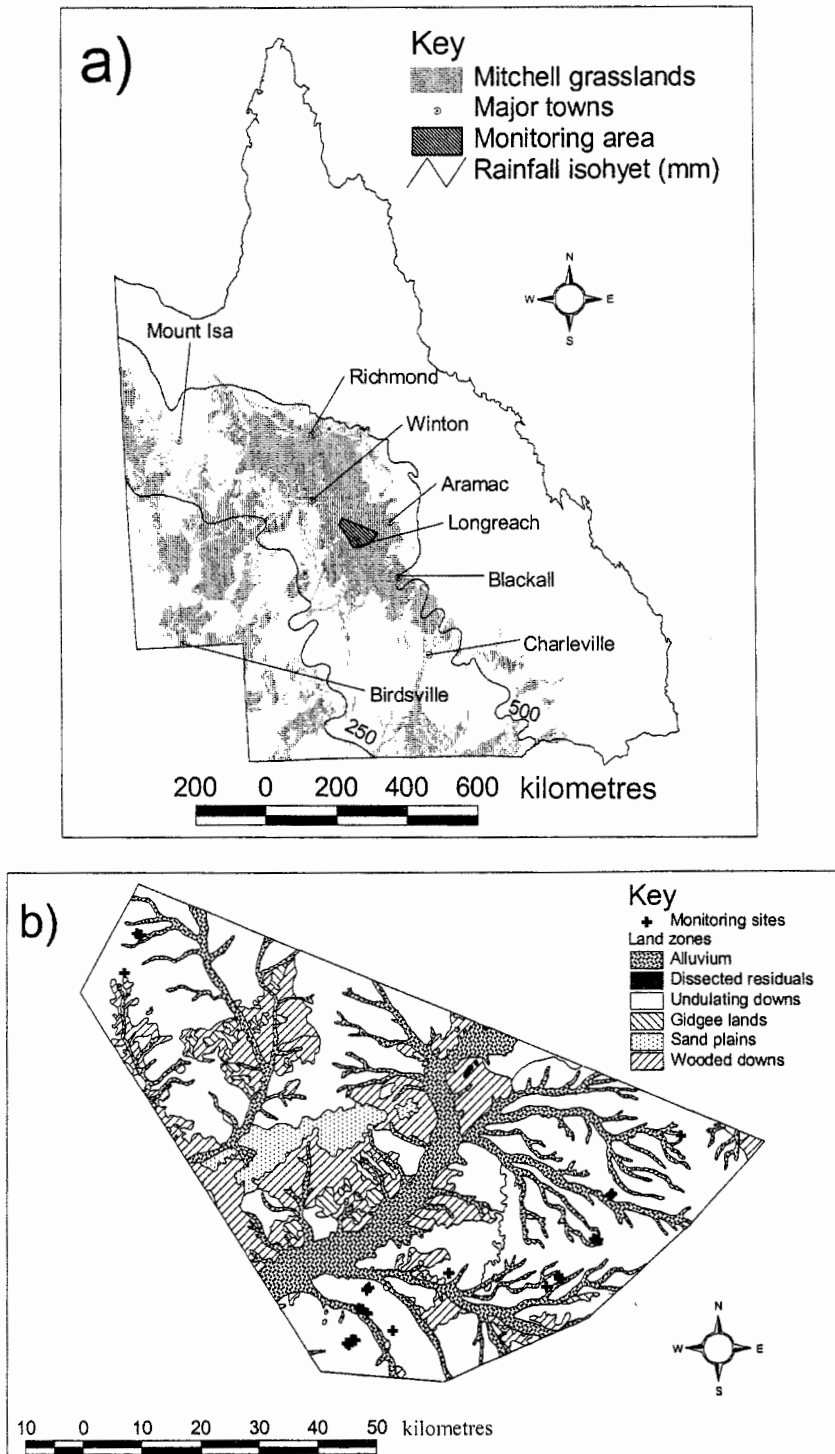 a)
Key
Mitchell grasslands
Major towns
Monitoring area
Rainfall isohyet (mm)
N
W E
S
Mount Isa
Richmond
Winton
Aramac
Longreach
Blackall
Charleville
Birdsville
250
500
200 0 200 400 600 kilometres
b)
Key
Monitoring sites
Land zones
Alluvium
Dissected residuals
Undulating downs
Gidgee lands
Sand plains
Wooded downs
N
W E
S
10 0 10 20 30 40 50 kilometres